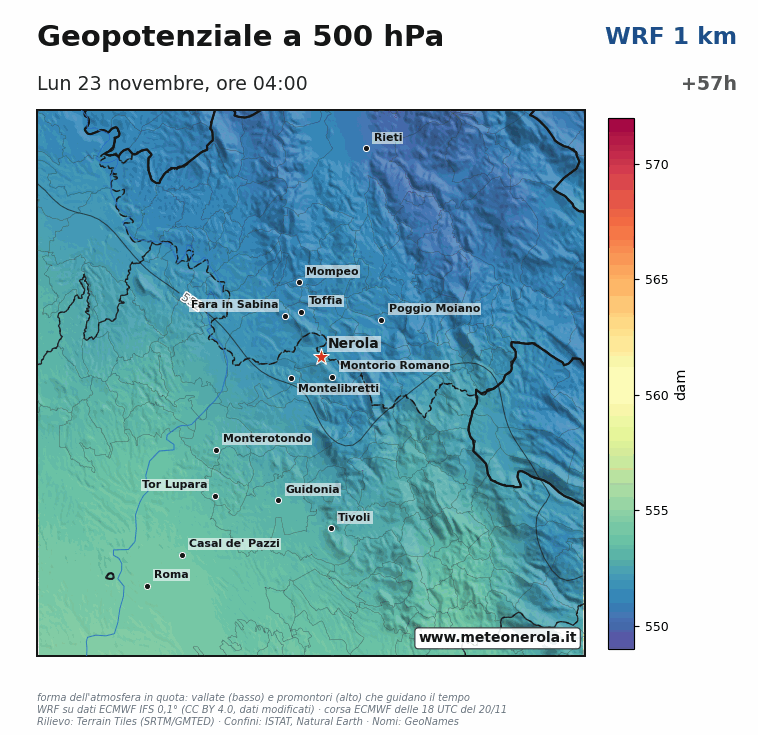 Geopotenziale a 500 hPa
WRF 1 km
Lun 23 novembre, ore 04:00
+57h
Rieti
Mompeo
Toffia
Fara in Sabina
Poggio Moiano
Nerola
Montorio Romano
Montelibretti
Monterotondo
Tor Lupara
Guidonia
Tivoli
Casal de' Pazzi
Roma
www.meteonerola.it
570
565
560
555
550
dam
forma dell'atmosfera in quota: vallate (basso) e promontori (alto) che guidano il tempo
WRF su dati ECMWF IFS 0,1° (CC BY 4.0, dati modificati) · corsa ECMWF delle 18 UTC del 20/11
Rilievo: Terrain Tiles (SRTM/GMTED) · Confini: ISTAT, Natural Earth · Nomi: GeoNames